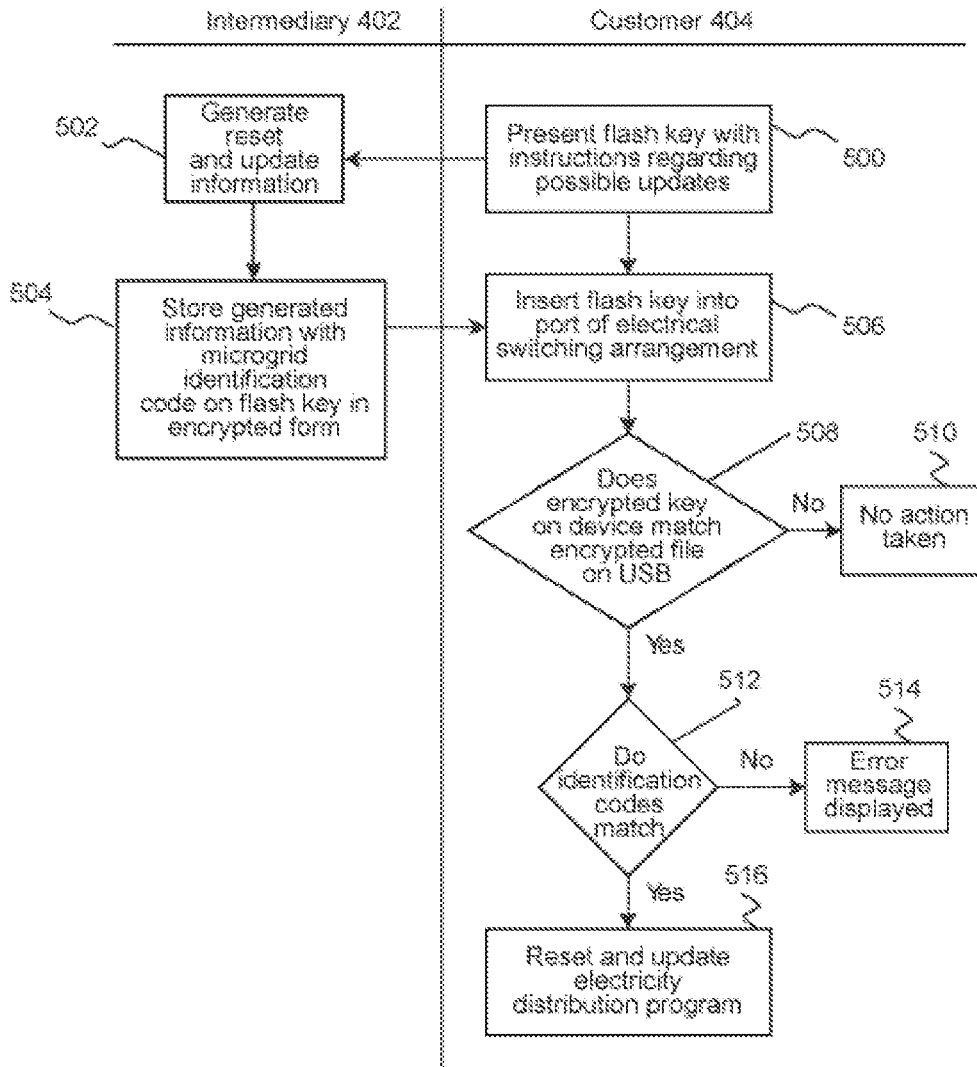 Intermediary 402
Customer 404
502
Generate
reset
and update
information
Present flash key with
instructions regarding
possible updates
500
504
Store generated
information with
microgrid
identification
code on flash key in
encrypted form
Insert flash key into
port of electrical
switching arrangement
506
508
Does
encrypted key
on device match
encrypted file
on USB
No
510
No action
taken
Yes
512
Do
identification
codes
match
No
514
Error
message
displayed
Yes
516
Reset and update
electricity
distribution program